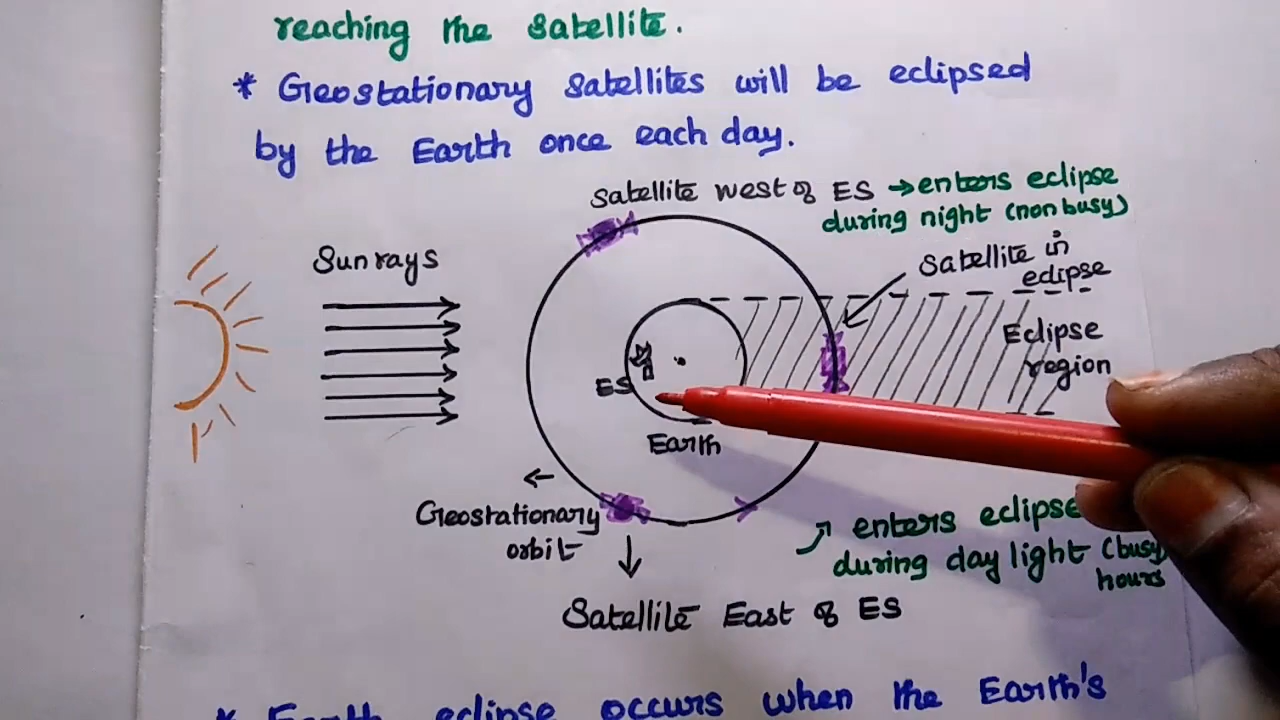 reaching the satellite.
* Geostationary satellites will be eclipsed
by the Earth once each day.
Satellite west of ES → enters eclipse
during night (non busy)
Sun rays
Satellite in
eclipse
Eclipse
region
ES
Earth
Geostationary
orbit
enters eclipse
during day light (busy
hours
Satellite East of ES
* Earth eclipse occurs when the Earth's